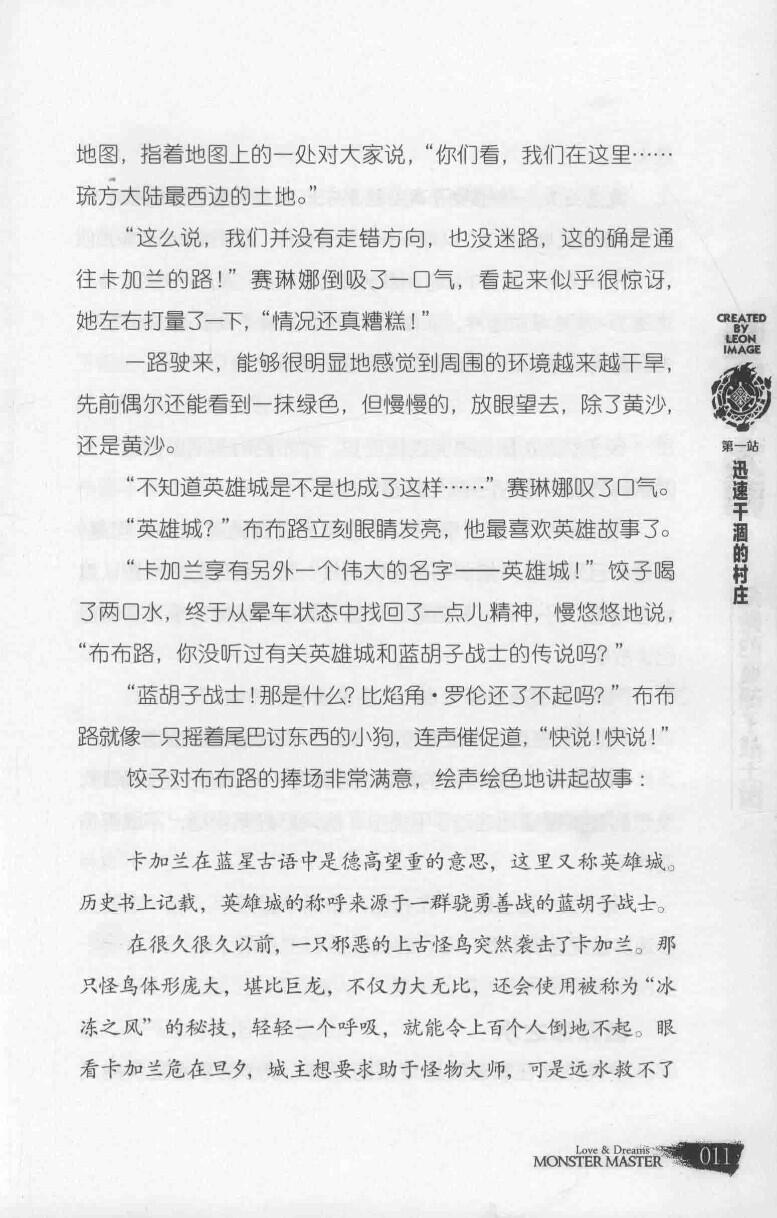 地图，指着地图上的一处对大家说，“你们看，我们在这里……
琉方大陆最西边的土地。”
“这么说，我们并没有走错方向，也没迷路，这的确是通
往卡加兰的路！”赛琳娜倒吸了一口气，看起来似乎很惊讶，
她左右打量了一下，“情况还真糟糕！”
一路驶来，能够很明显地感觉到周围的环境越来越干旱，
先前偶尔还能看到一抹绿色，但慢慢的，放眼望去，除了黄沙，
还是黄沙。
“不知道英雄城是不是也成了这样……”赛琳娜叹了口气。
“英雄城？”布布路立刻眼睛发亮，他最喜欢英雄故事了。
“卡加兰享有另外一个伟大的名字——英雄城！”饺子喝
了两口水，终于从晕车状态中找回了一点儿精神，慢悠悠地说，
“布布路，你没听过有关英雄城和蓝胡子战士的传说吗？”
“蓝胡子战士！那是什么？比焰角·罗伦还了不起吗？”布布
路就像一只摇着尾巴讨东西的小狗，连声催促道，“快说！快说！”
饺子对布布路的捧场非常满意，绘声绘色地讲起故事：
卡加兰在蓝星古语中是德高望重的意思，这里又称英雄城。
历史书上记载，英雄城的称呼来源于一群骁勇善战的蓝胡子战士。
在很久很久以前，一只邪恶的上古怪鸟突然袭击了卡加兰。那
只怪鸟体形庞大，堪比巨龙，不仅力大无比，还会使用被称为“冰
冻之风”的秘技，轻轻一个呼吸，就能令上百个人倒地不起。眼
看卡加兰危在旦夕，城主想要求助于怪物大师，可是远水救不了
CREATED
BY
LEON
IMAGE
第一站
迅速干涸的村庄
Love & Dreams
MONSTER MASTER
011